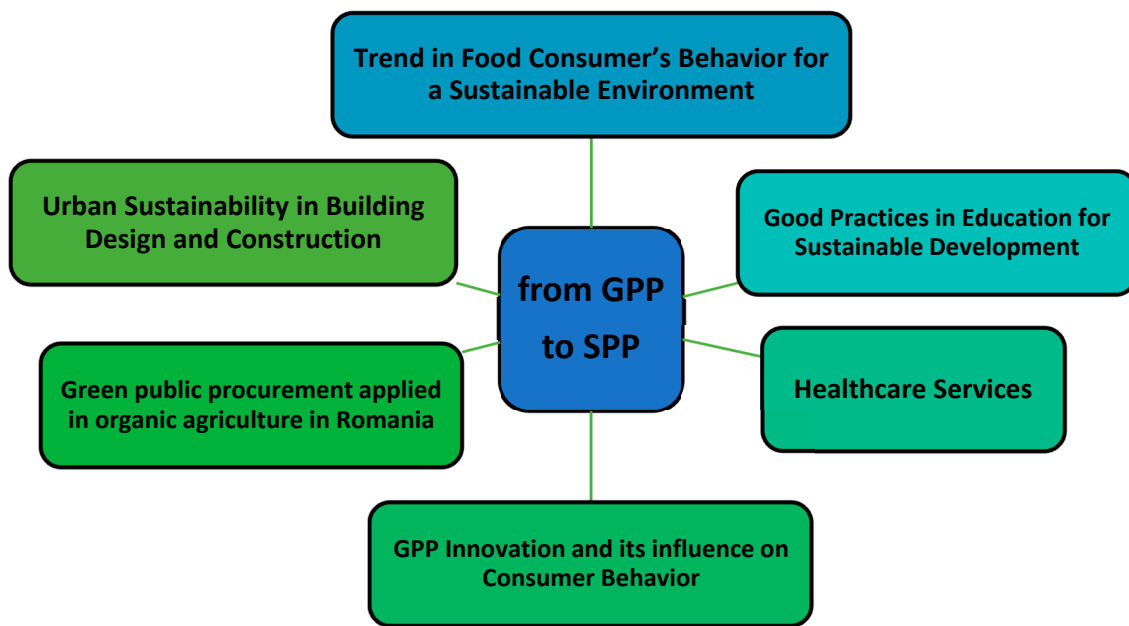 Trend in Food Consumer’s Behavior for
a Sustainable Environment
Urban Sustainability in Building
Design and Construction
Good Practices in Education for
Sustainable Development
from GPP
to SPP
Green public procurement applied
in organic agriculture in Romania
Healthcare Services
GPP Innovation and its influence on
Consumer Behavior